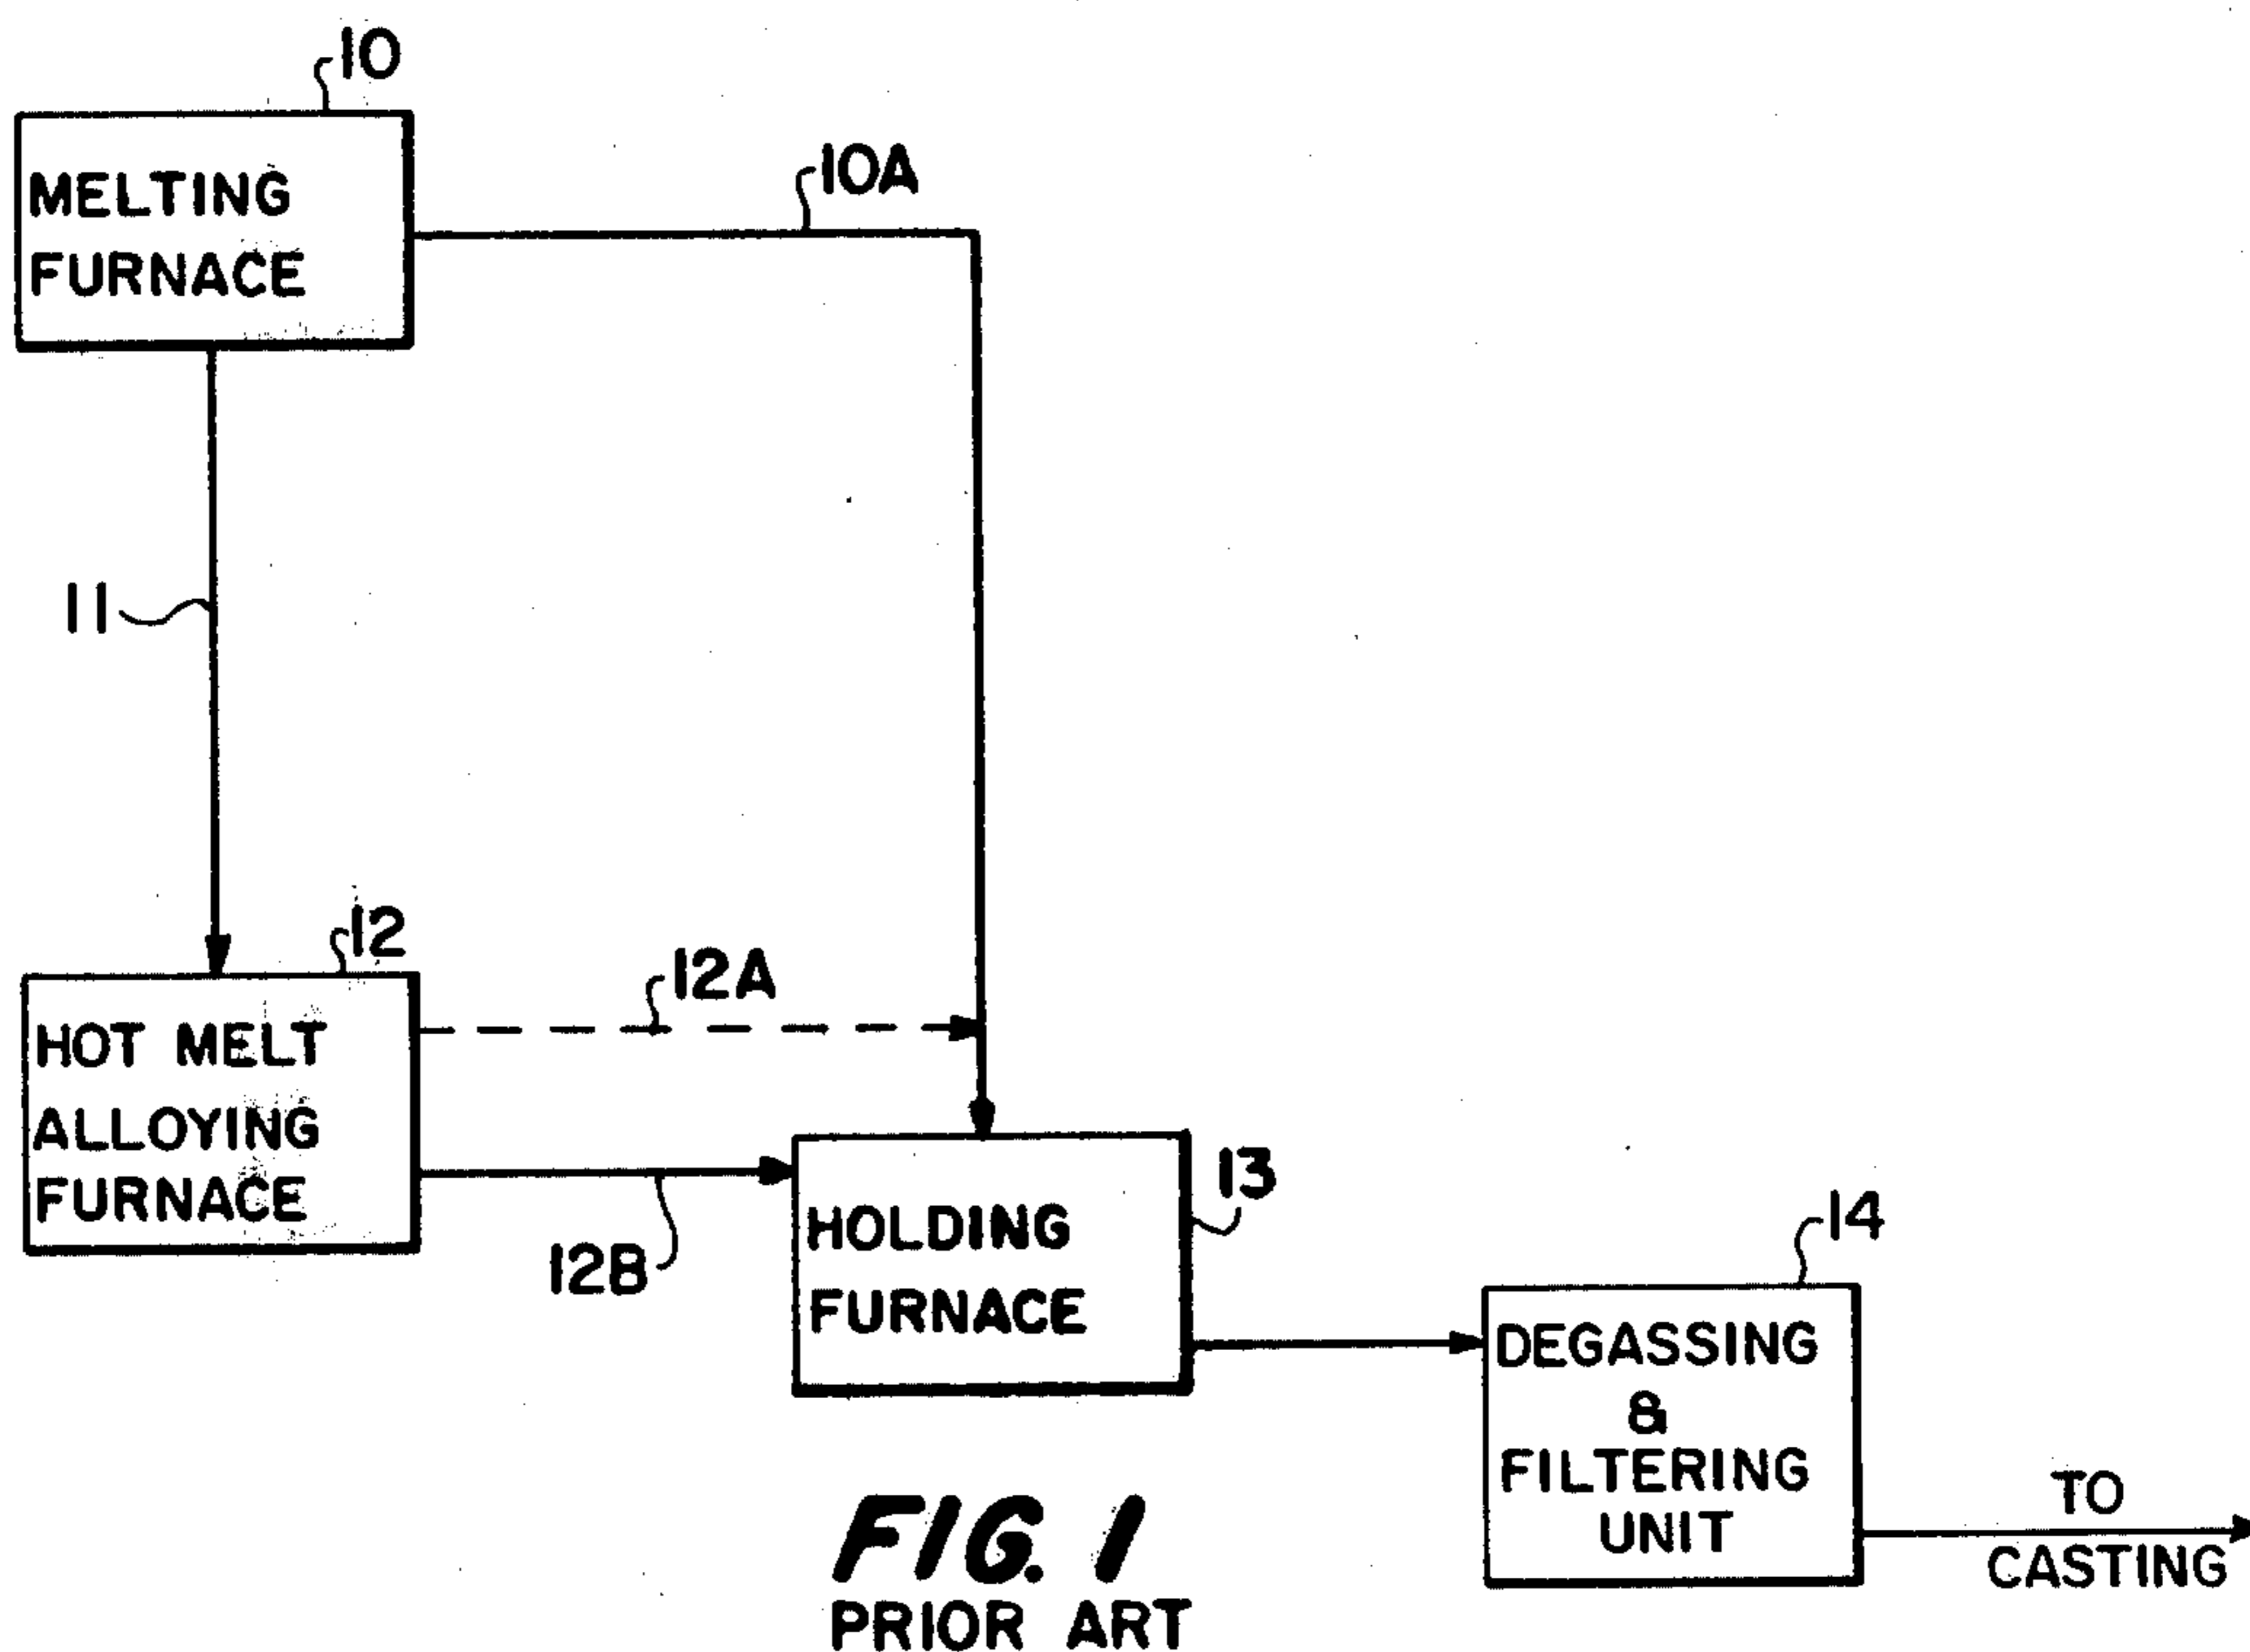 10
MELTING
FURNACE
10A
11
12
HOT MELT
ALLOYING
FURNACE
12A
12B
13
HOLDING
FURNACE
14
DEGASSING
&
FILTERING
UNIT
TO
CASTING
FIG. 1
PRIOR ART